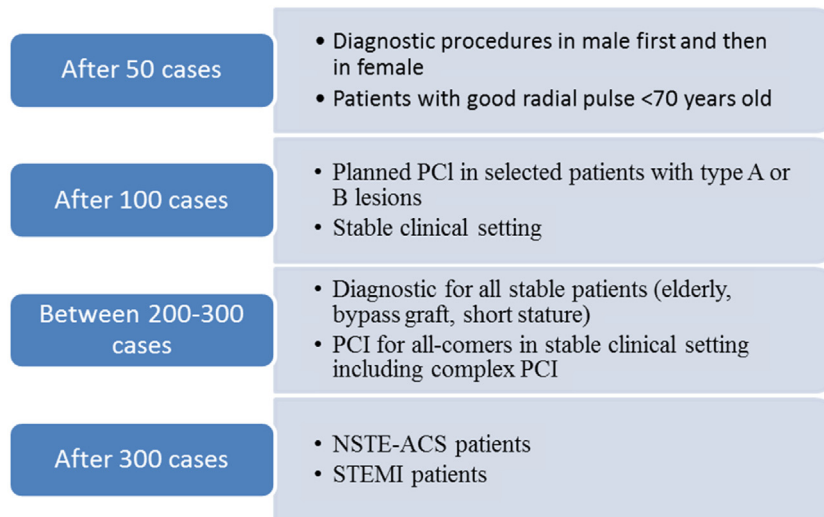 After 50 cases
• Diagnostic procedures in male first and then
in female
• Patients with good radial pulse <70 years old
After 100 cases
• Planned PCl in selected patients with type A or
B lesions
• Stable clinical setting
Between 200-300
cases
• Diagnostic for all stable patients (elderly,
bypass graft, short stature)
• PCI for all-comers in stable clinical setting
including complex PCI
After 300 cases
• NSTE-ACS patients
• STEMI patients